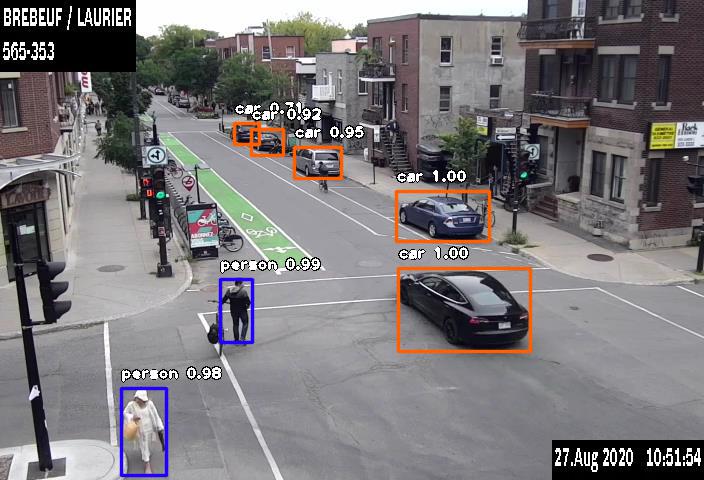 BREBEUF / LAURIER
565-353
car 0.71
car 0.92
car 0.95
car 1.00
car 1.00
person 0.99
person 0.98
27.Aug 2020 10:51:54